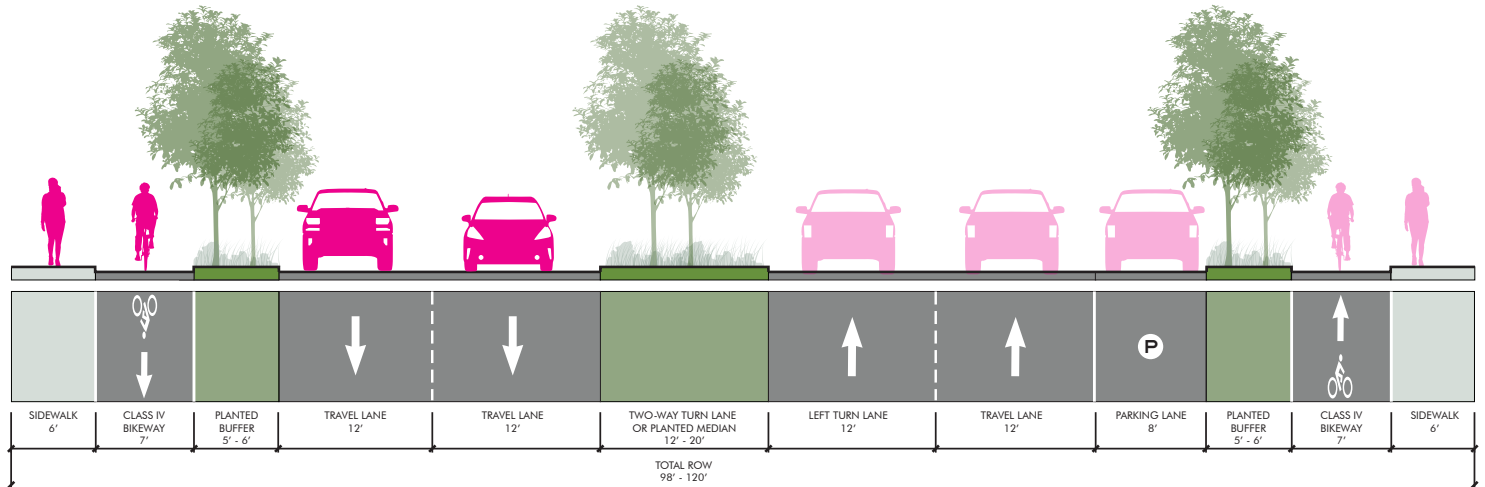 P
SIDEWALK
6’
CLASS IV
BIKEWAY
7’
PLANTED
BUFFER
5’ - 6’
TRAVEL LANE
12’
TRAVEL LANE
12’
TWO-WAY TURN LANE
OR PLANTED MEDIAN
12’ - 20’
LEFT TURN LANE
12’
TRAVEL LANE
12’
PARKING LANE
8’
PLANTED
BUFFER
5’ - 6’
CLASS IV
BIKEWAY
7’
SIDEWALK
6’
TOTAL ROW
98’ - 120’